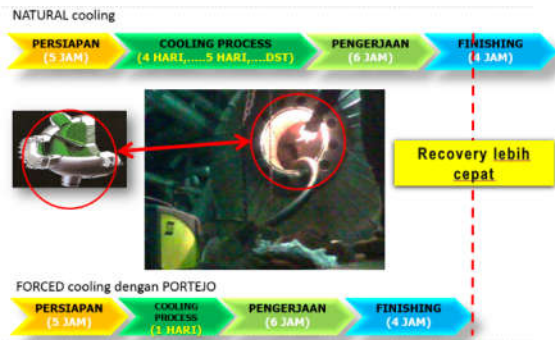 NATURAL cooling
PERSIAPAN
(5 JAM)
COOLING PROCESS
(4 HARI,.....5 HARI,....DST)
PENGERJAAN
(6 JAM)
FINISHING
(4 JAM)
Recovery lebih
cepat
FORCED cooling dengan PORTEJO
PERSIAPAN
(5 JAM)
COOLING
PROCESS
(1 HARI)
PENGERJAAN
(6 JAM)
FINISHING
(4 JAM)